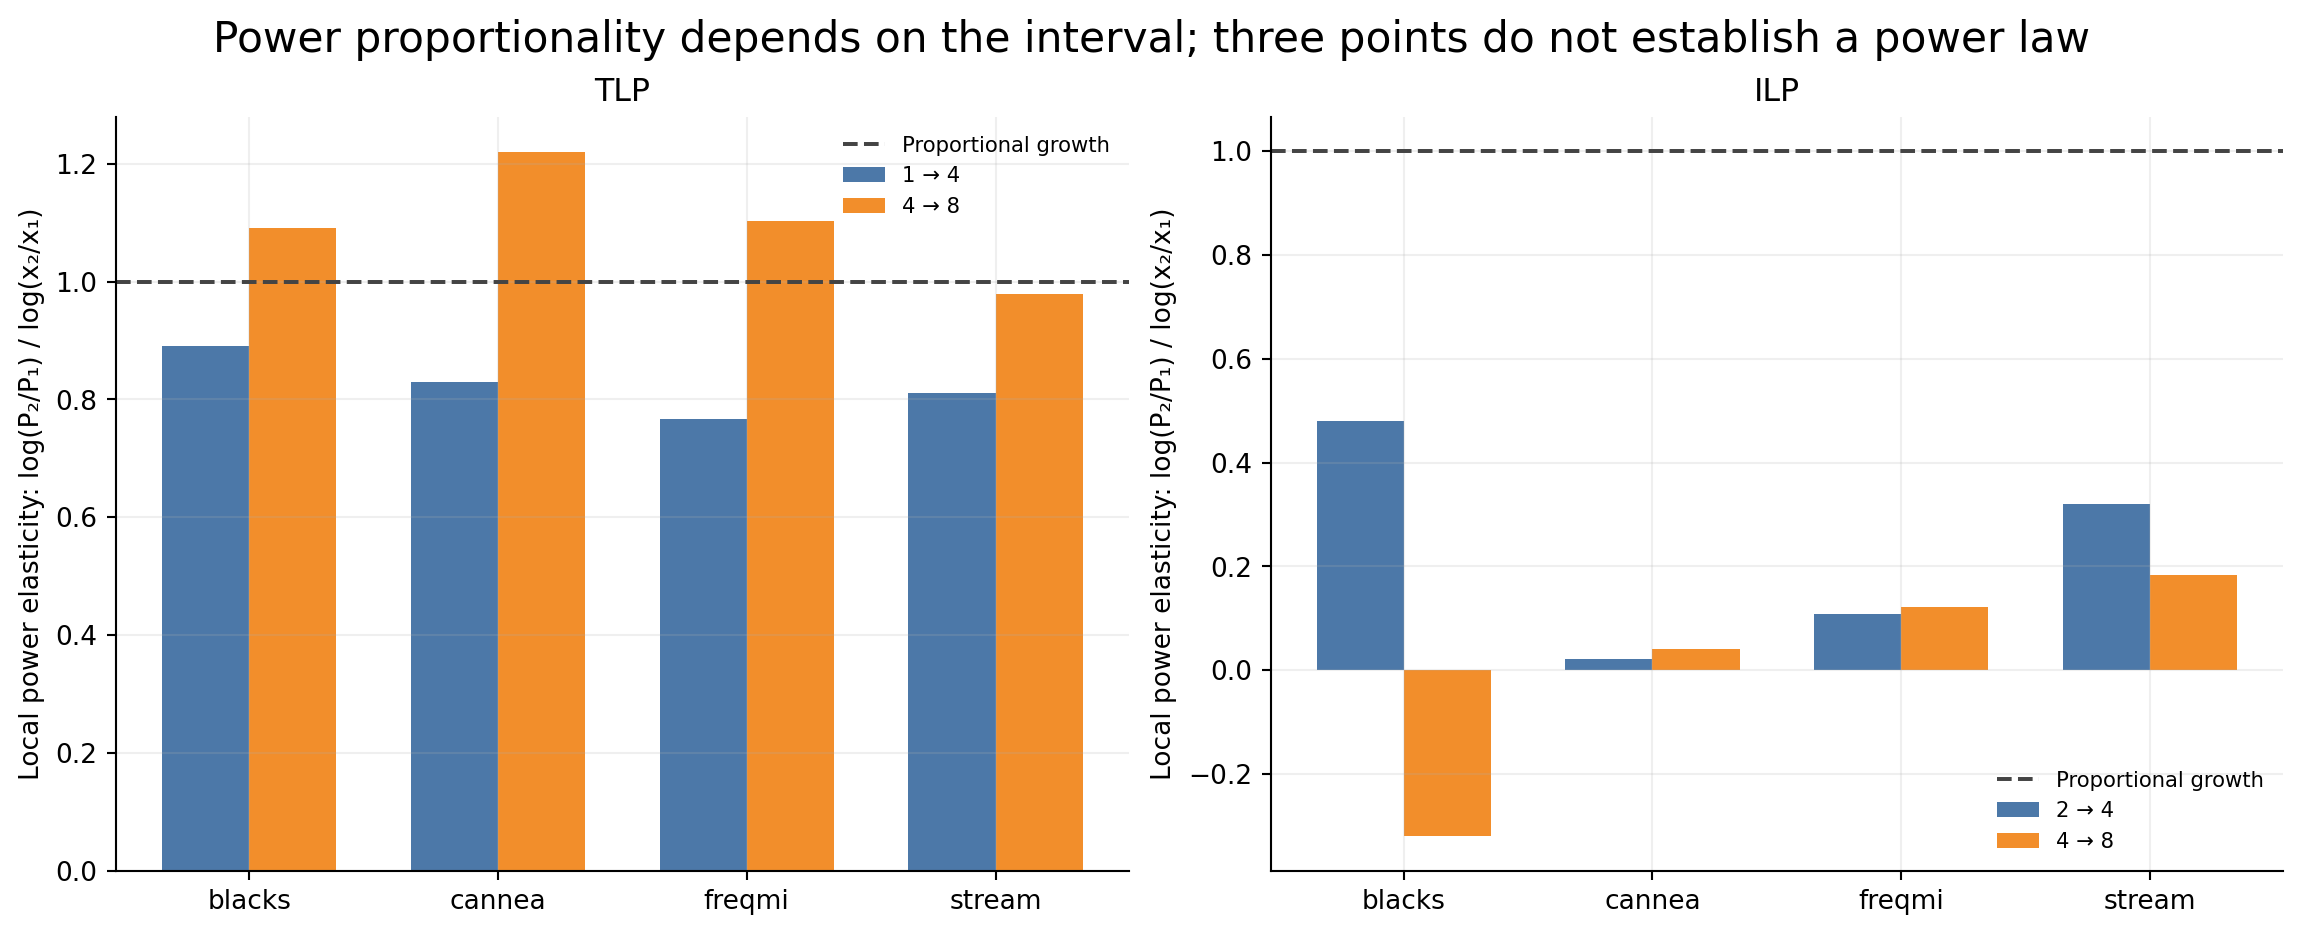 Power proportionality depends on the interval; three points do not establish a power law
TLP
Local power elasticity: log(P₂/P₁) / log(x₂/x₁)
1.2
1.0
0.8
0.6
0.4
0.2
0.0
Proportional growth
1 → 4
4 → 8
blacks
cannea
freqmi
stream
ILP
Local power elasticity: log(P₂/P₁) / log(x₂/x₁)
1.0
0.8
0.6
0.4
0.2
0.0
−0.2
Proportional growth
2 → 4
4 → 8
blacks
cannea
freqmi
stream